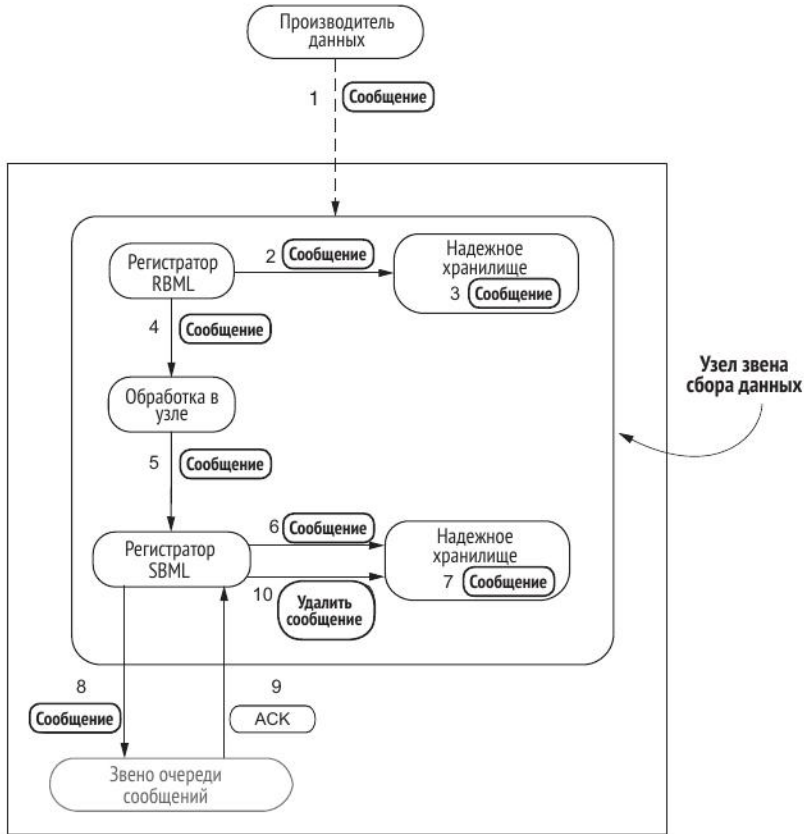 Производитель
данных
1
Сообщение
Регистратор
RBML
2
Сообщение
Надежное
хранилище
3
Сообщение
4
Сообщение
Узел звена
сбора данных
Обработка в
узле
5
Сообщение
Регистратор
SBML
6
Сообщение
Надежное
хранилище
7
Сообщение
10
Удалить
сообщение
8
Сообщение
9
ACK
Звено очереди
сообщений